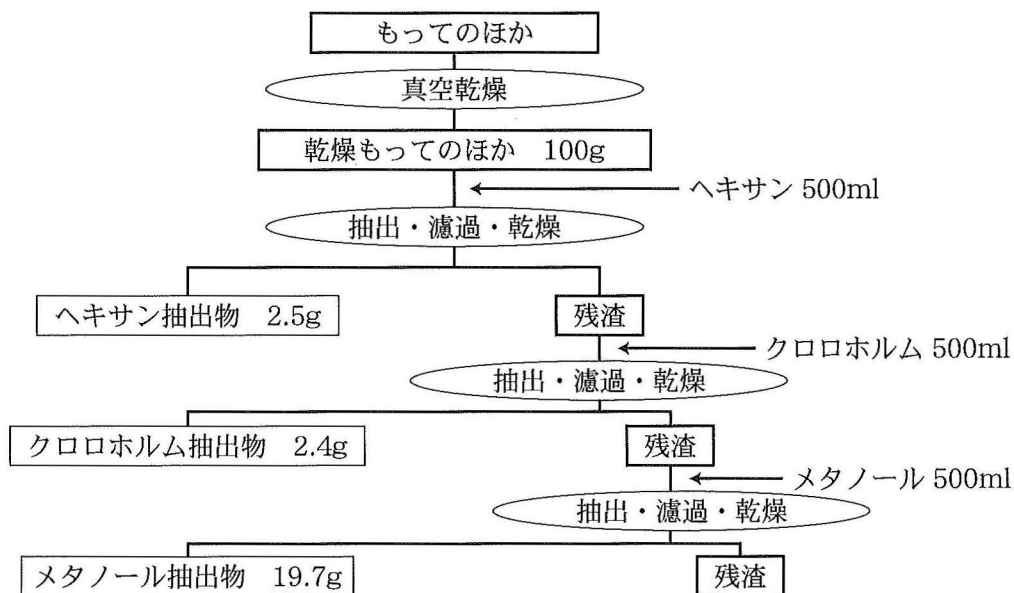 もってのほか
真空乾燥
乾燥もってのほか 100g
ヘキサン 500ml
抽出・濾過・乾燥
ヘキサン抽出物 2.5g
残渣
クロロホルム 500ml
抽出・濾過・乾燥
クロロホルム抽出物 2.4g
残渣
メタノール 500ml
抽出・濾過・乾燥
メタノール抽出物 19.7g
残渣